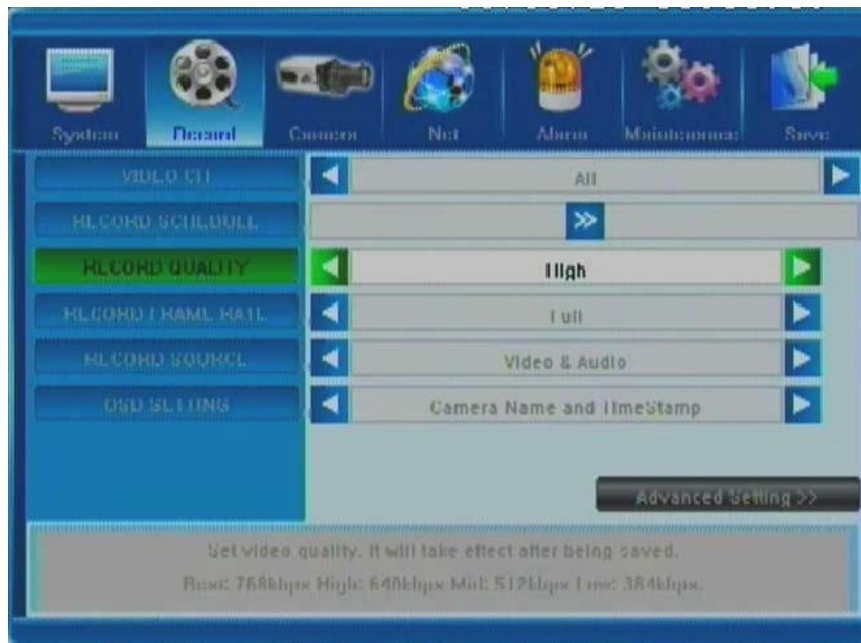 System Record Camera Net Alarm Maintenance Save
VIDEO CH All
RECORD SCHEDULE >>
RECORD QUALITY High
RECORD FRAME RATE Full
RECORD SOURCE Video & Audio
OSD SETTING Camera Name and TimeStamp
Advanced Setting >>
Set video quality. It will take effect after being saved.
Best: 768kbps High: 640kbps Mid: 512kbps Low: 384kbps.